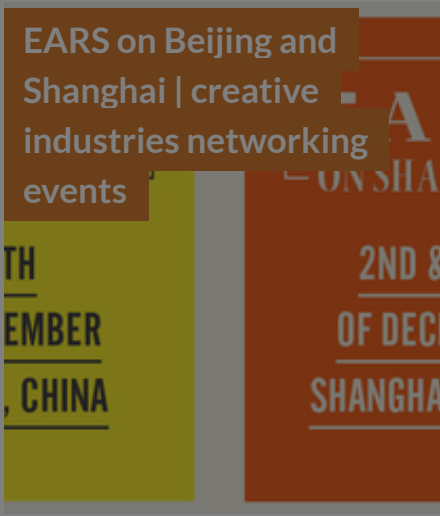 EARS on Beijing and
Shanghai | creative
industries networking
events
A
ON SHA
TH
EMBER
, CHINA
2ND &
OF DEC
SHANGHA